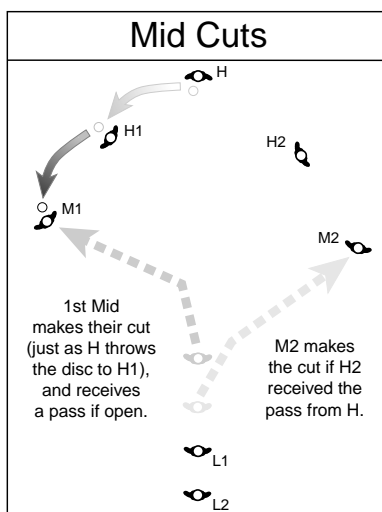 Mid Cuts
H
H1
H2
M1
M2
1st Mid
makes their cut
(just as H throws
the disc to H1),
and receives
a pass if open.
M2 makes
the cut if H2
received the
pass from H.
L1
L2